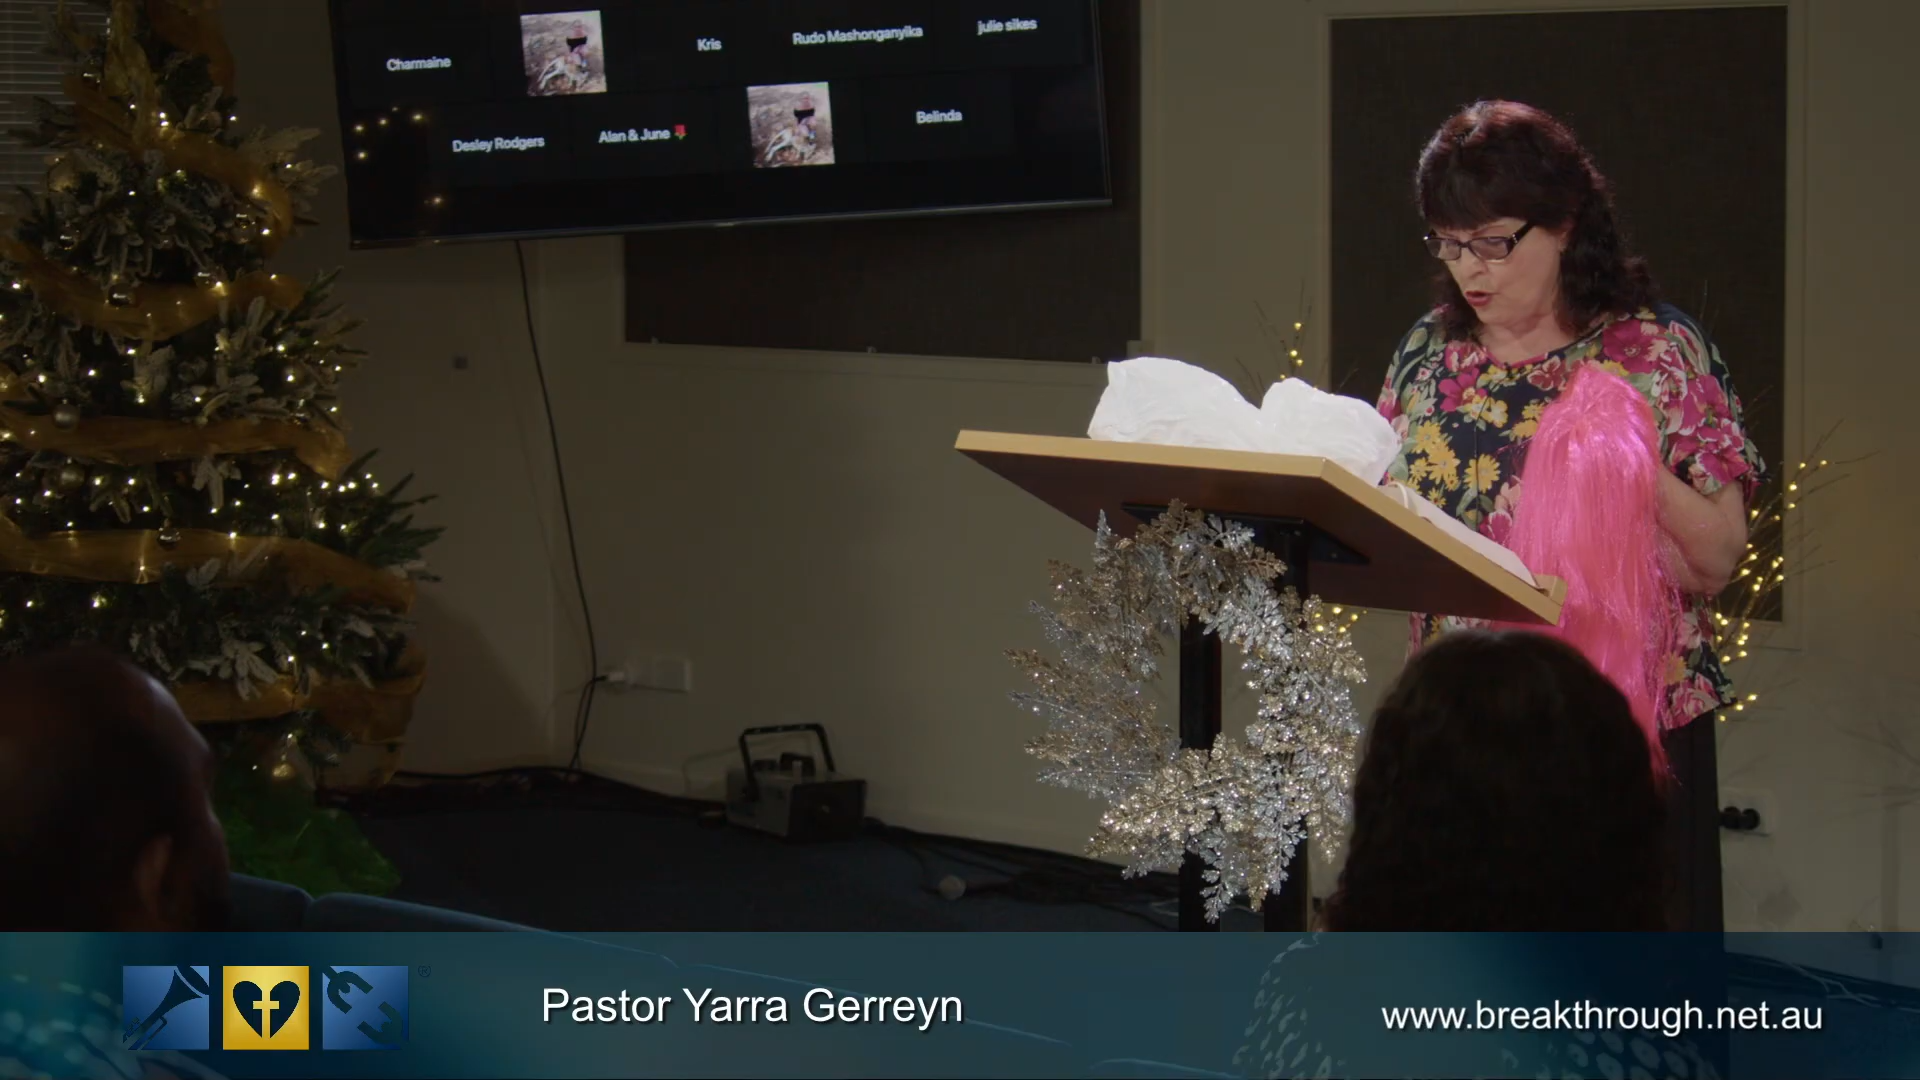 Charmaine
Kris
Rudo Mashonganyika
julie sikes
Desley Rodgers
Alan & June
Belinda
Pastor Yarra Gerreyn
www.breakthrough.net.au
®